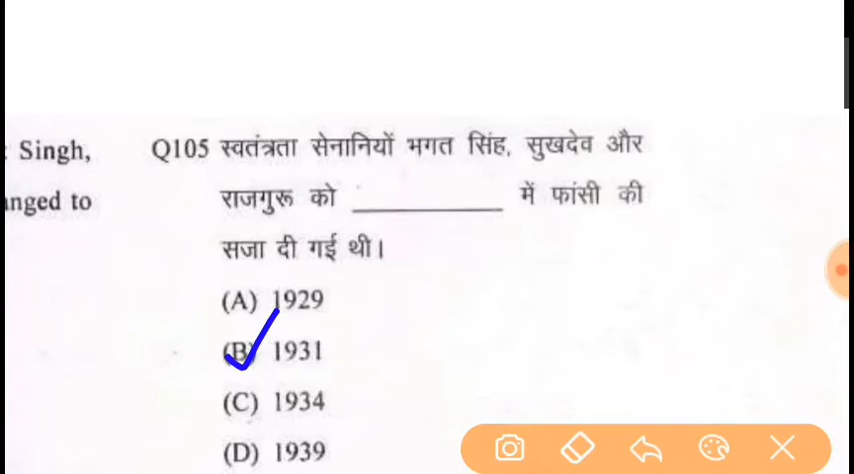 Singh,
Q105 स्वतंत्रता सेनानियों भगत सिंह, सुखदेव और
nged to
राजगुरू को __________ में फांसी की
सजा दी गई थी।
(A) 1929
(B) 1931
(C) 1934
(D) 1939